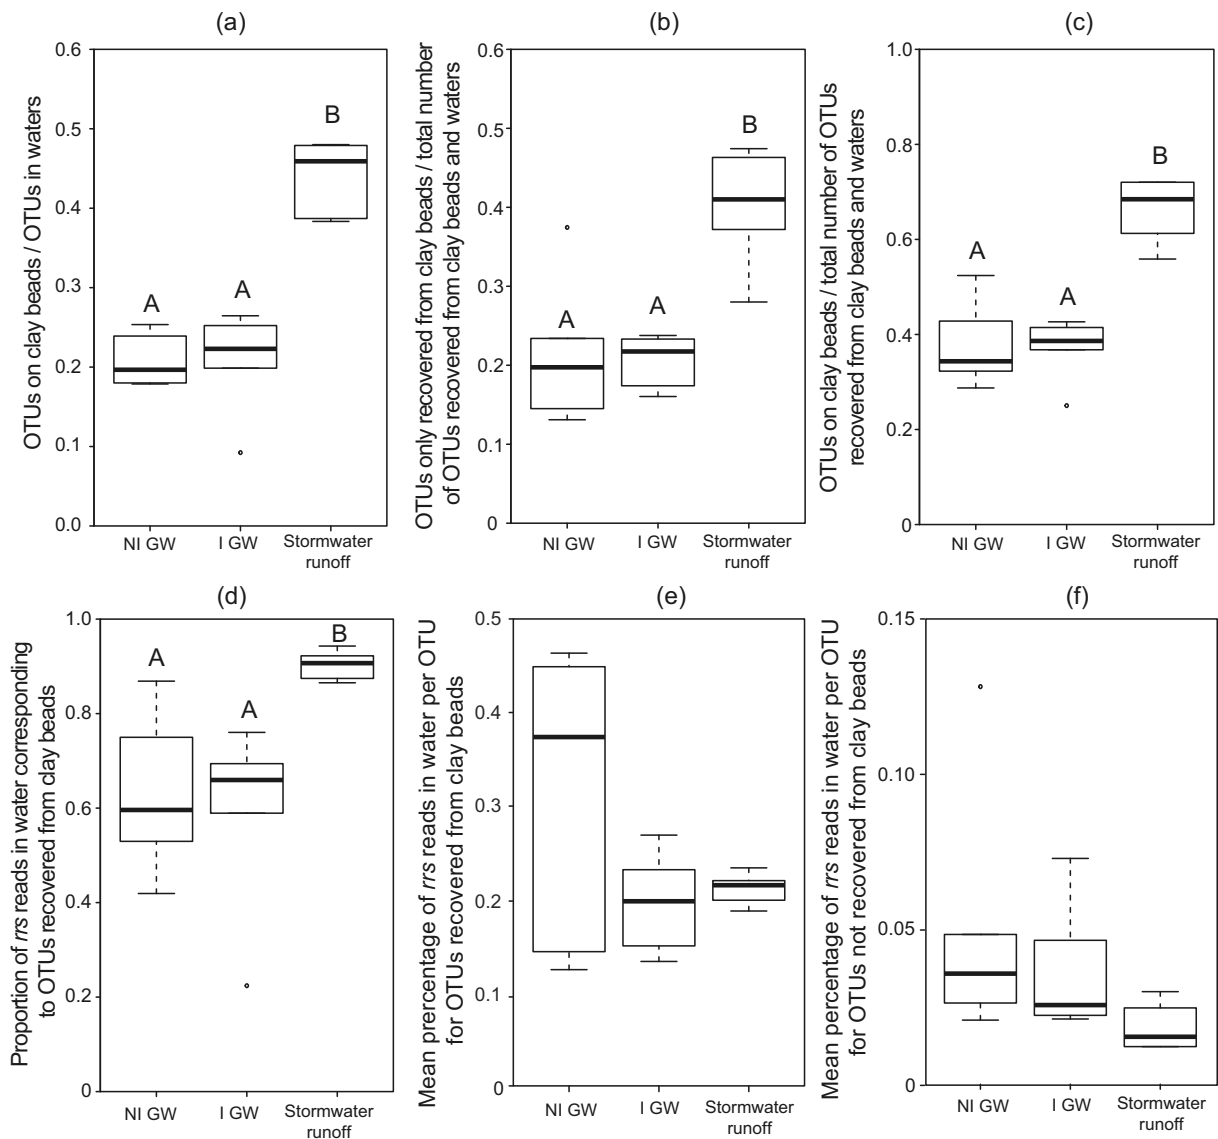 (a)
OTUs on clay beads / OTUs in waters
0.6
0.5
0.4
0.3
0.2
0.1
0.0
A
A
B
NI GW
I GW
Stormwater
runoff
(b)
OTUs only recovered from clay beads / total number
of OTUs recovered from clay beads and waters
0.6
0.5
0.4
0.3
0.2
0.1
0
A
A
B
NI GW
I GW
Stormwater
runoff
(c)
OTUs on clay beads / total number of OTUs
recovered from clay beads and waters
1.0
0.8
0.6
0.4
0.2
0
A
A
B
NI GW
I GW
Stormwater
runoff
(d)
Proportion of rrs reads in water corresponding
to OTUs recovered from clay beads
1.0
0.8
0.6
0.4
0.2
0
A
A
B
NI GW
I GW
Stormwater
runoff
(e)
Mean prercentage of rrs reads in water per OTU
for OTUs recovered from clay beads
0.5
0.4
0.3
0.2
0.1
0
NI GW
I GW
Stormwater
runoff
(f)
Mean percentage of rrs reads in water per OTU
for OTUs not recovered from clay beads
0.15
0.10
0.05
0
NI GW
I GW
Stormwater
runoff